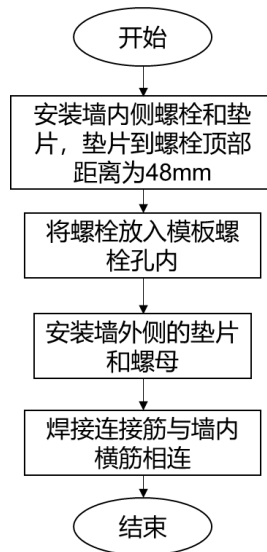 开始
安装墙内侧螺栓和垫
片，垫片到螺栓顶部
距离为48mm
将螺栓放入模板螺
栓孔内
安装墙外侧的垫片
和螺母
焊接连接筋与墙内
横筋相连
结束